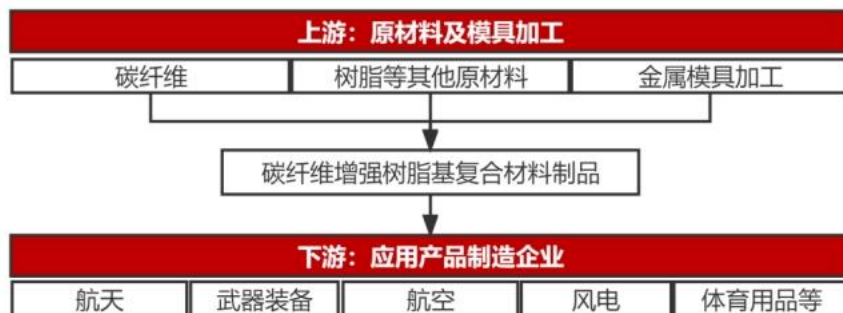 上游：原材料及模具加工
碳纤维 树脂等其他原材料 金属模具加工
碳纤维增强树脂基复合材料制品
下游：应用产品制造企业
航天 武器装备 航空 风电 体育用品等